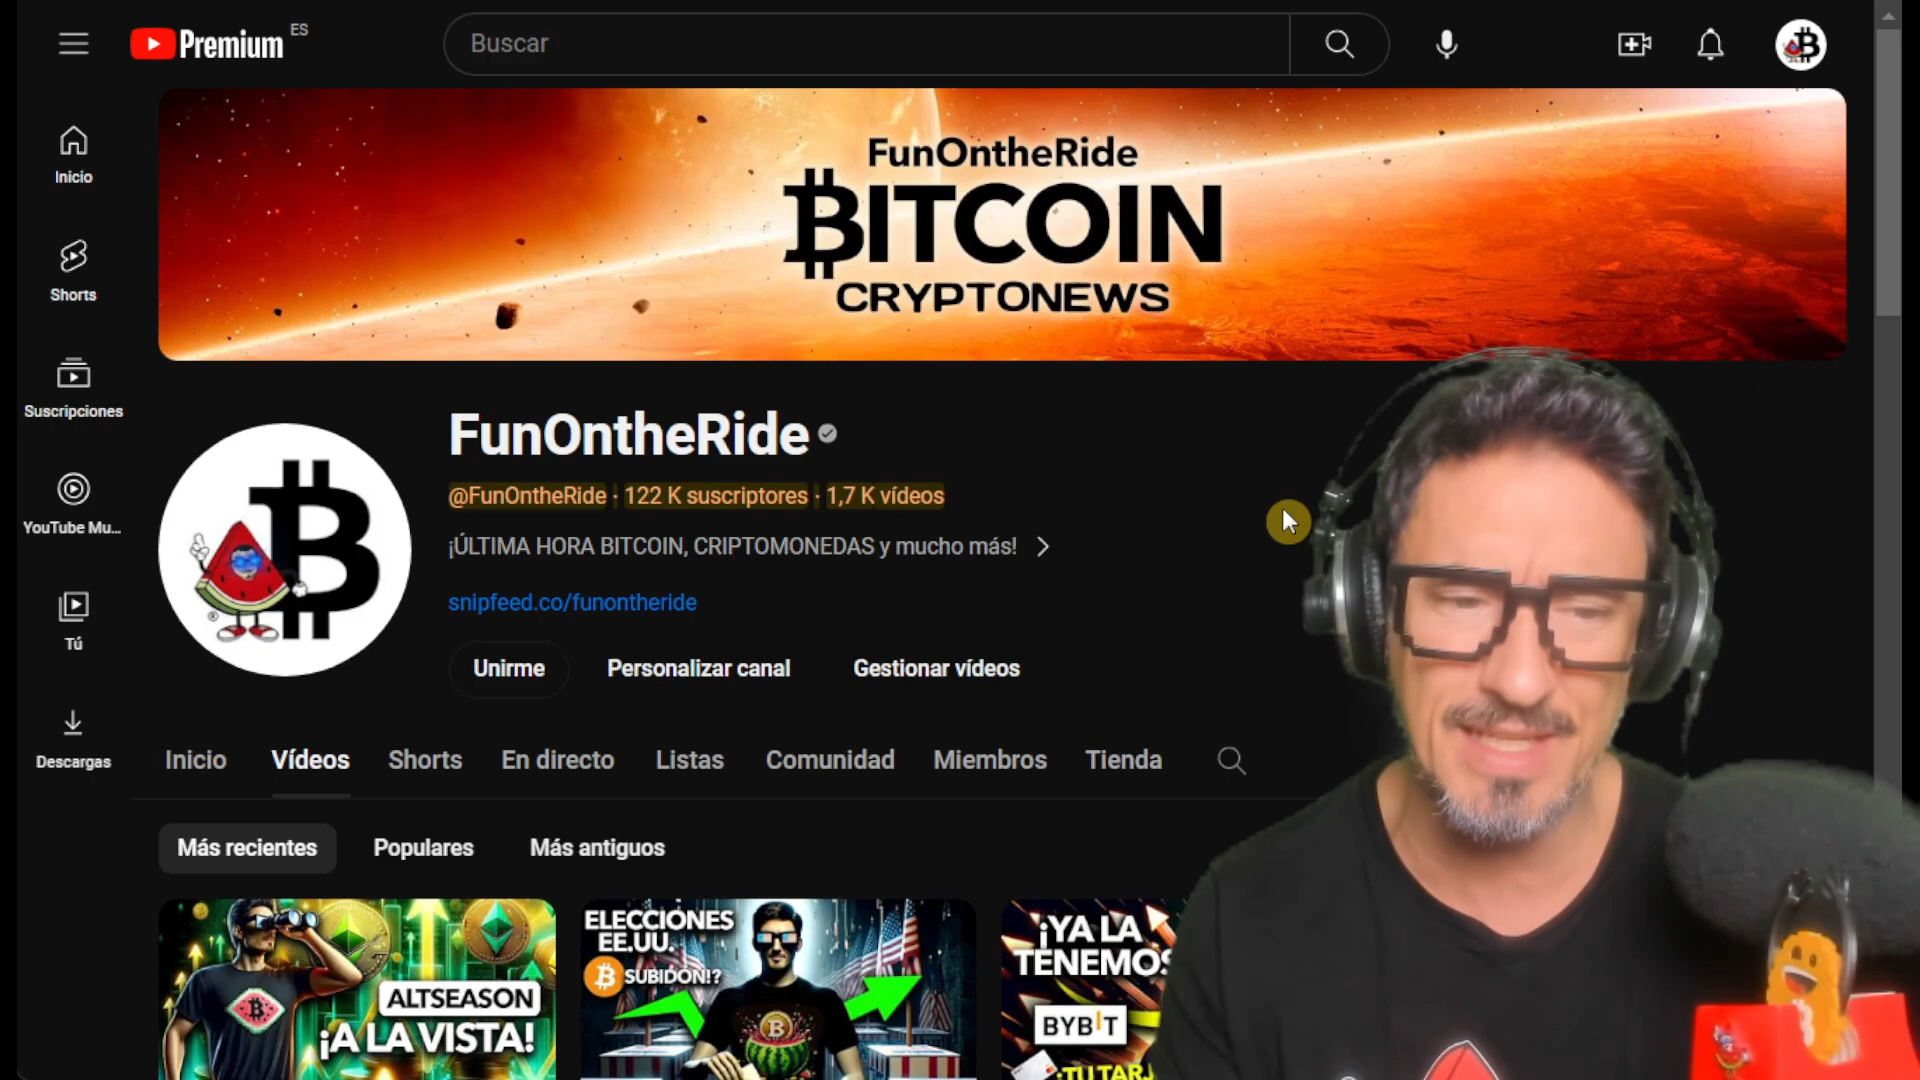 Premium ES
Buscar
Inicio
Shorts
Suscripciones
YouTube Mu...
Tú
Descargas
FunOntheRide
BITCOIN
CRYPTONEWS
FunOntheRide
@FunOntheRide · 122 K suscriptores · 1,7 K vídeos
¡ÚLTIMA HORA BITCOIN, CRIPTOMONEDAS y mucho más!
snipfeed.co/funontheride
Unirme Personalizar canal Gestionar vídeos
Inicio Vídeos Shorts En directo Listas Comunidad Miembros Tienda
Más recientes Populares Más antiguos
ALTSEASON
¡A LA VISTA!
ELECCIONES
EE.UU.
SUBIDÓN!?
¡YA LA
TENEMOS
BYBIT
¡TU TARJ